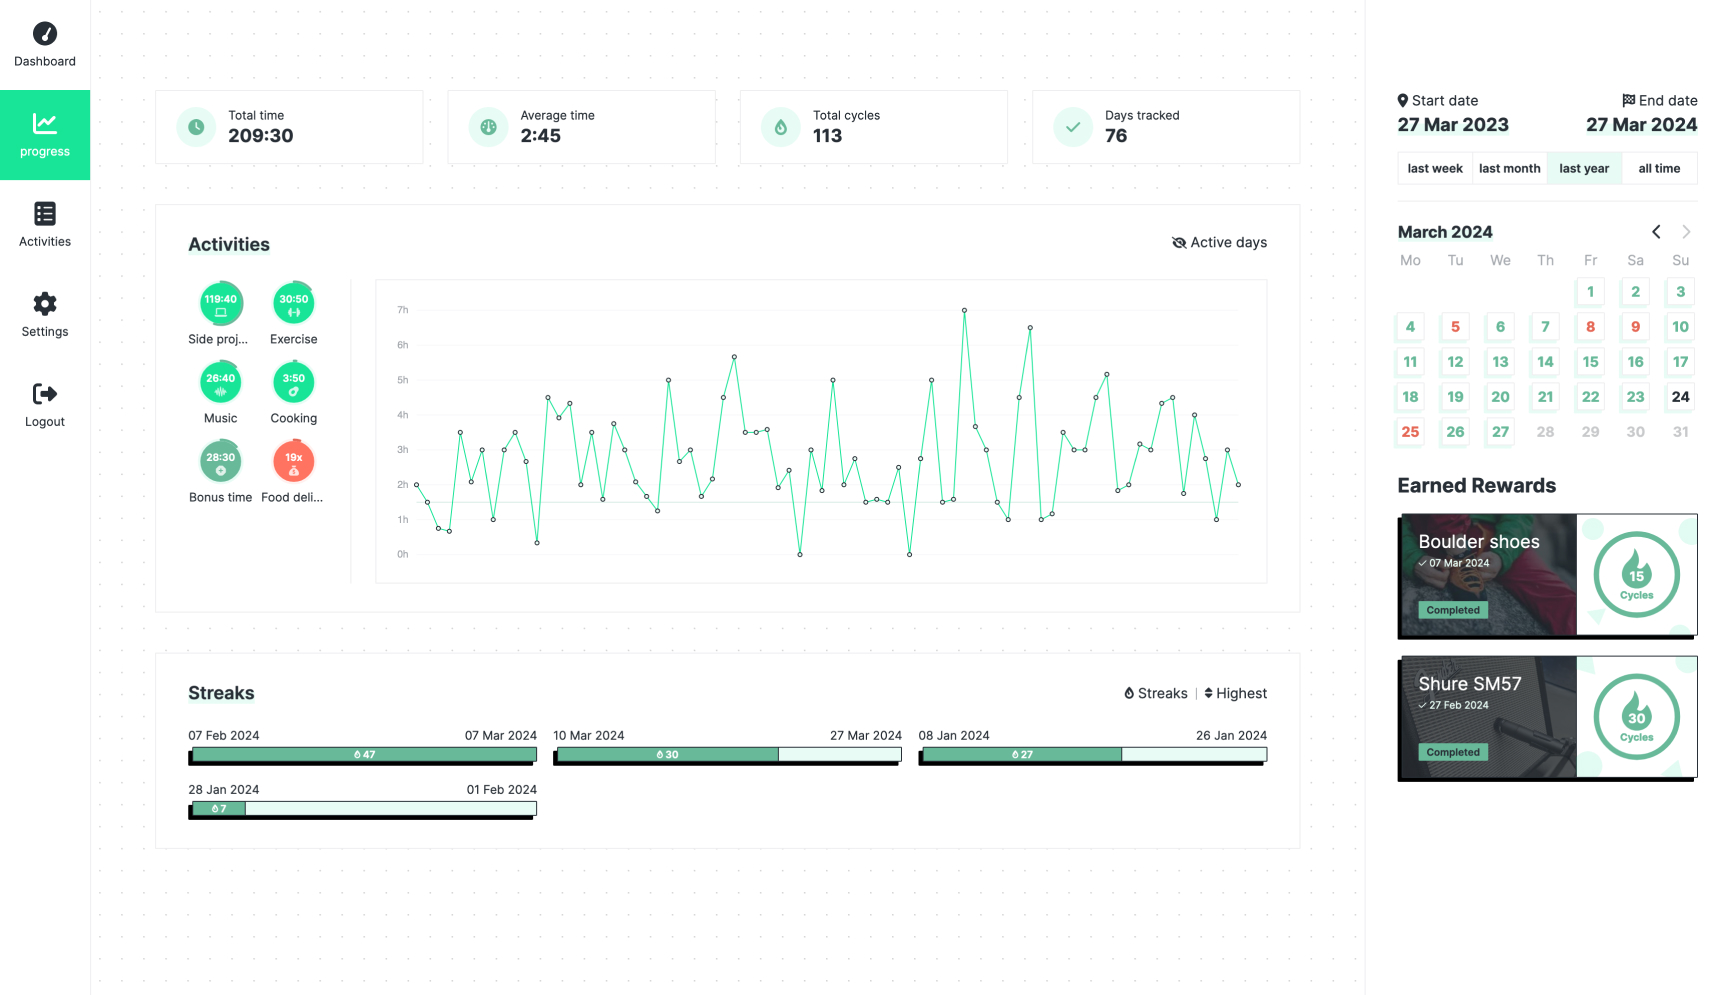 Dashboard
progress
Activities
Settings
Logout
Total time
209:30
Average time
2:45
Total cycles
113
Days tracked
76
Activities
Active days
119:40
Side proj...
30:50
Exercise
26:40
Music
3:50
Cooking
28:30
Bonus time
19x
Food deli...
7h
6h
5h
4h
3h
2h
1h
0h
Streaks
Streaks | Highest
07 Feb 2024 07 Mar 2024
47
10 Mar 2024 27 Mar 2024
30
08 Jan 2024 26 Jan 2024
27
28 Jan 2024 01 Feb 2024
7
Start date
27 Mar 2023
End date
27 Mar 2024
last week last month last year all time
March 2024
Mo Tu We Th Fr Sa Su
1 2 3
4 5 6 7 8 9 10
11 12 13 14 15 16 17
18 19 20 21 22 23 24
25 26 27 28 29 30 31
Earned Rewards
Boulder shoes
07 Mar 2024
Completed
15
Cycles
Shure SM57
27 Feb 2024
Completed
30
Cycles